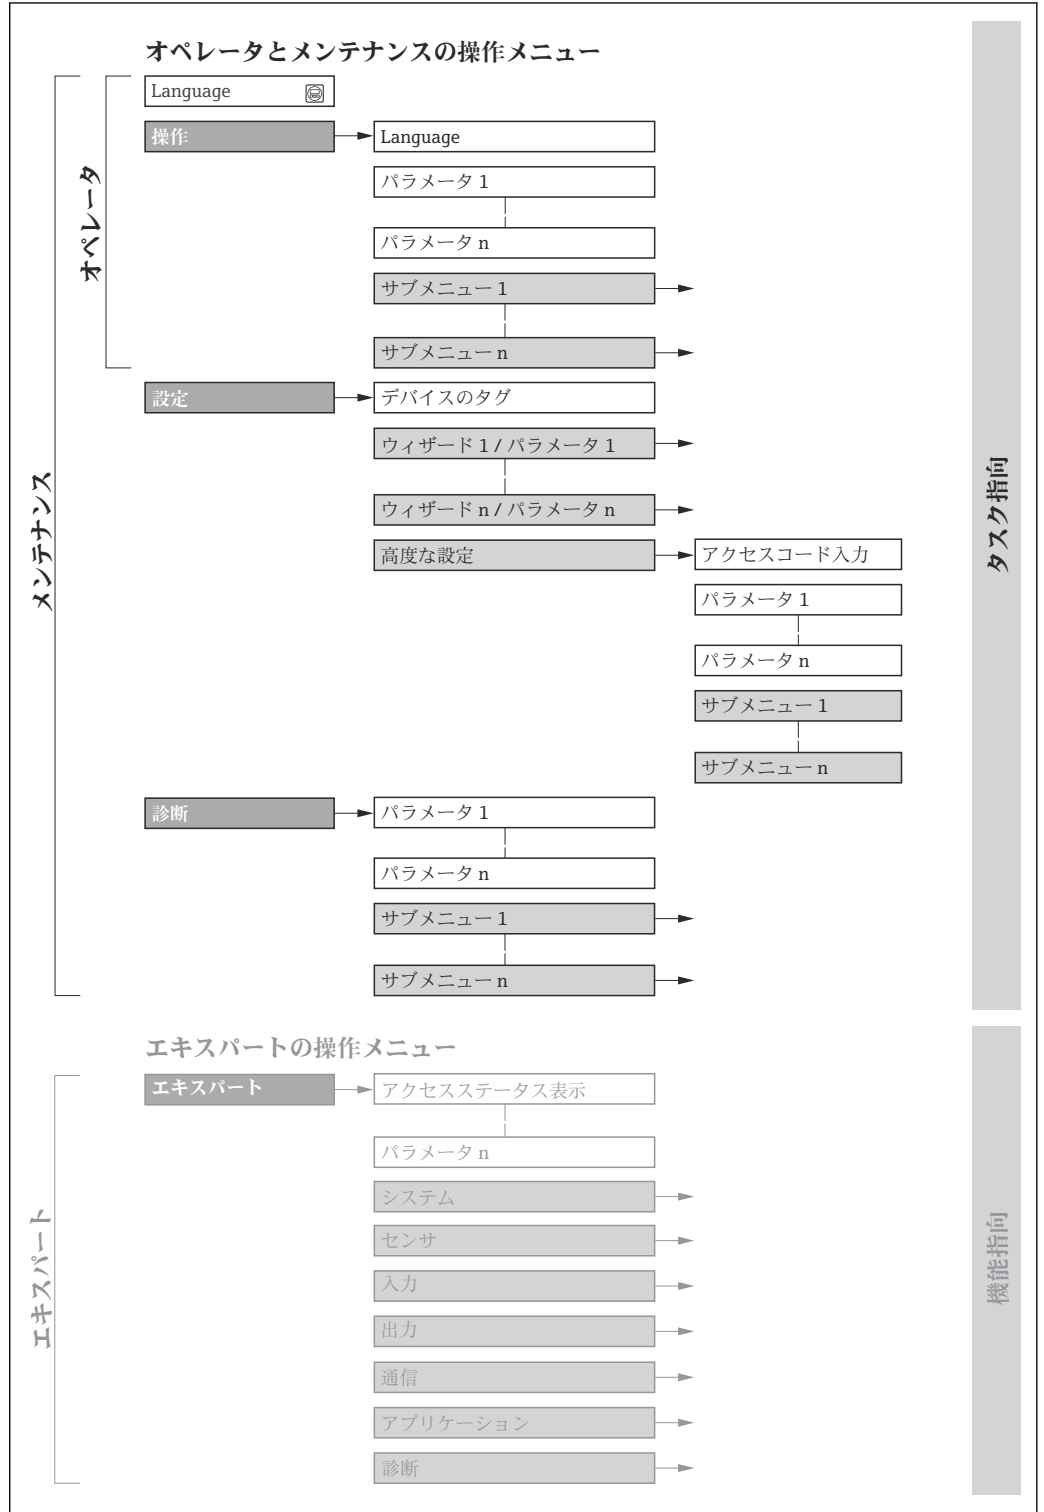 オペレータとメンテナンスの操作メニュー
Language
操作
Language
パラメータ 1
パラメータ n
サブメニュー 1
サブメニュー n
オペレータ
設定
デバイスのタグ
ウィザード 1 / パラメータ 1
ウィザード n / パラメータ n
高度な設定
アクセスコード入力
パラメータ 1
パラメータ n
サブメニュー 1
サブメニュー n
メンテナンス
タスク指向
診断
パラメータ 1
パラメータ n
サブメニュー 1
サブメニュー n
エキスパートの操作メニュー
エキスパート
アクセスステータス表示
パラメータ n
システム
センサ
入力
出力
通信
アプリケーション
診断
エキスパート
機能指向